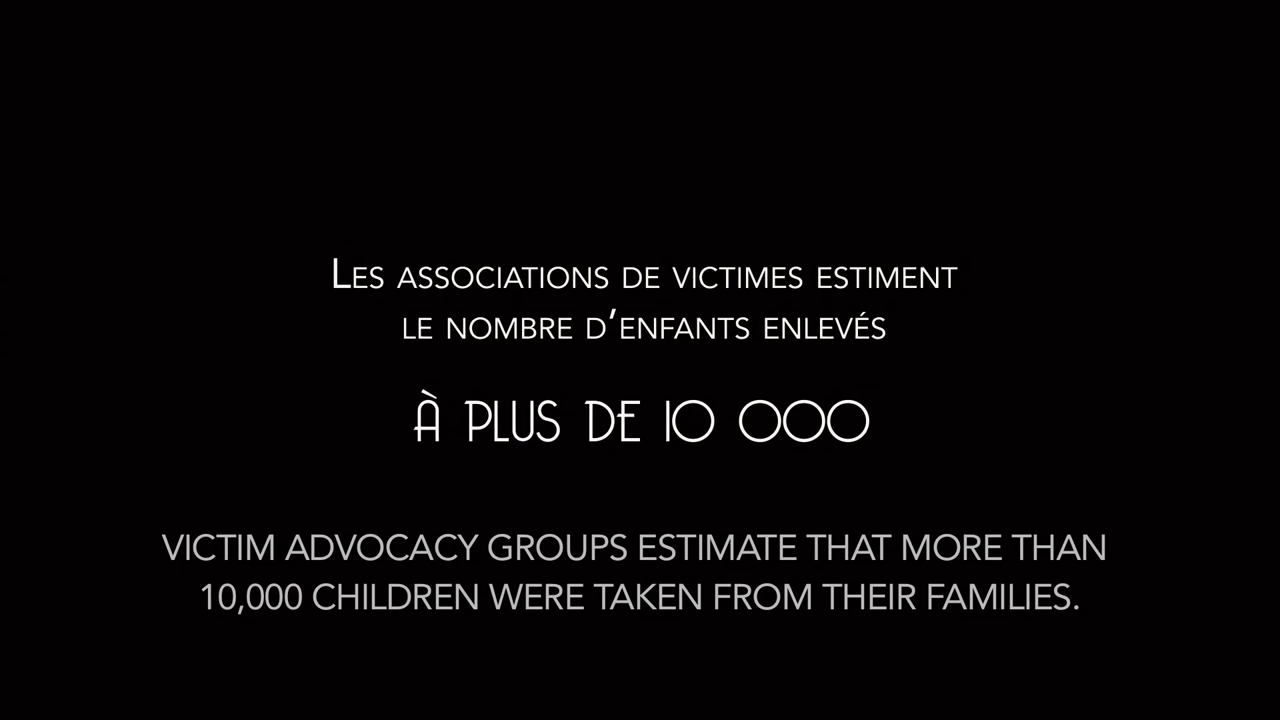 Les associations de victimes estiment
le nombre d’enfants enlevés
À PLUS DE 10 000
VICTIM ADVOCACY GROUPS ESTIMATE THAT MORE THAN
10,000 CHILDREN WERE TAKEN FROM THEIR FAMILIES.